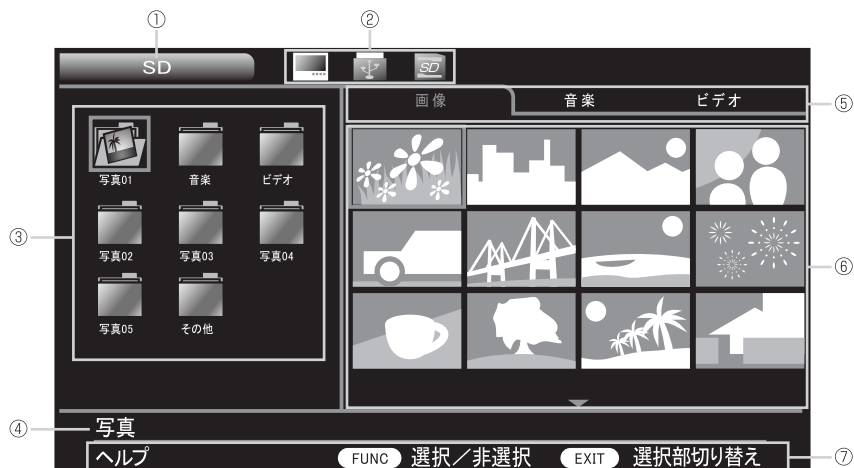 ① ②
SD
SD
画像 音楽 ビデオ ⑤
写真01 音楽 ビデオ
③ 写真02 写真03 写真04 ⑥
写真05 その他
④ 写真
ヘルプ FUNC 選択／非選択 EXIT 選択部切り替え ⑦